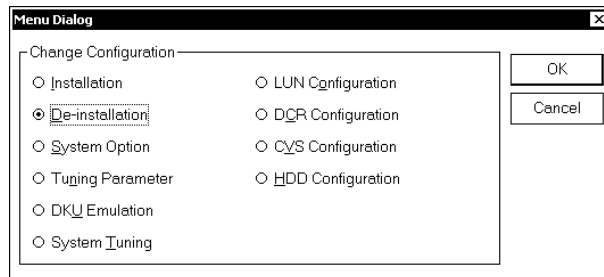 Menu Dialog
Change Configuration
Installation
De-installation
System Option
Tuning Parameter
DKU Emulation
System Tuning
LUN Configuration
DCR Configuration
CVS Configuration
HDD Configuration
OK
Cancel